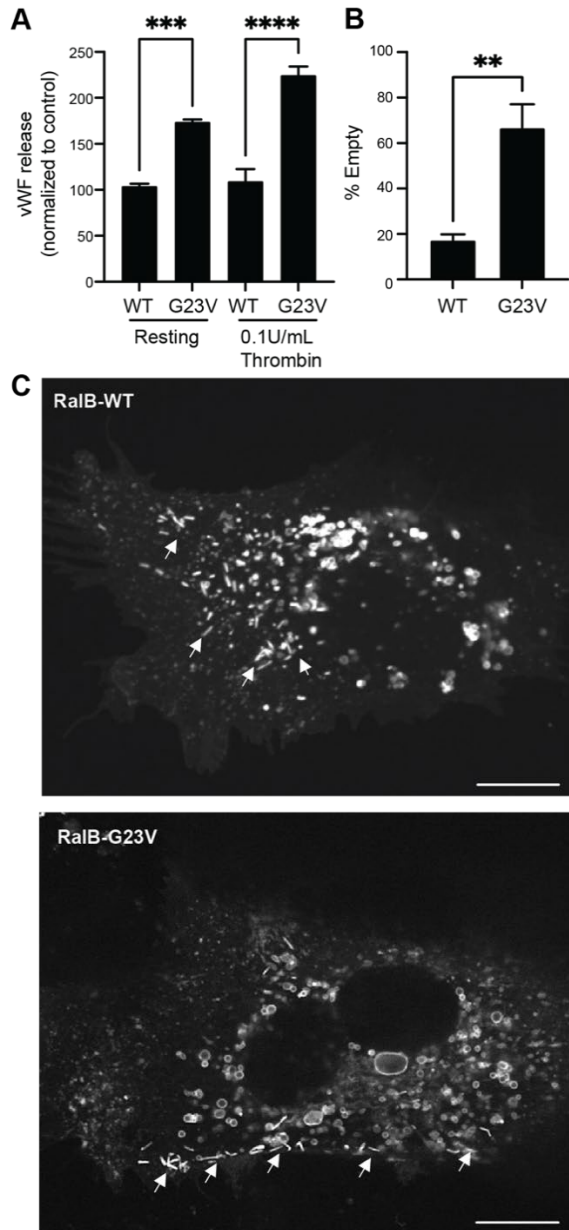 A
*** ****
vWF release
(normalized to control)
250
200
150
100
50
0
WT G23V WT G23V
Resting
0.1U/mL
Thrombin
B
**
% Empty
100
80
60
40
20
0
WT G23V
C
RalB-WT
RalB-G23V